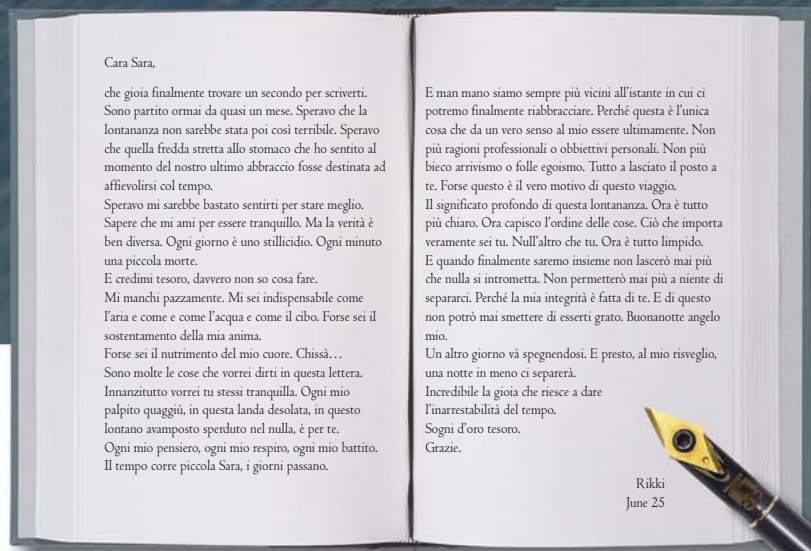 Cara Sara,
che gioia finalmente trovare un secondo per scriverti.
Sono partito ormai da quasi un mese. Speravo che la
lontananza non sarebbe stata poi così terribile. Speravo
che quella fredda stretta allo stomaco che ho sentito al
momento del nostro ultimo abbraccio fosse destinata ad
affievolirsi col tempo.
Speravo mi sarebbe bastato sentirti per stare meglio.
Sapere che mi ami per essere tranquillo. Ma la verità è
ben diversa. Ogni giorno è uno stillicidio. Ogni minuto
una piccola morte.
E credimi tesoro, davvero non so cosa fare.
Mi manchi pazzamente. Mi sei indispensabile come
l'aria e come e come l'acqua e come il cibo. Forse sei il
sostentamento della mia anima.
Forse sei il nutrimento del mio cuore. Chissà…
Sono molte le cose che vorrei dirti in questa lettera.
Innanzitutto vorrei tu stessi tranquilla. Ogni mio
palpito quaggiù, in questa landa desolata, in questo
lontano avamposto sperduto nel nulla, è per te.
Ogni mio pensiero, ogni mio respiro, ogni mio battito.
Il tempo corre piccola Sara, i giorni passano.
E man mano siamo sempre più vicini all'istante in cui ci
potremo finalmente riabbracciare. Perché questa è l'unica
cosa che da un vero senso al mio essere ultimamente. Non
più ragioni professionali o obbiettivi personali. Non più
bieco arrivismo o folle egoismo. Tutto a lasciato il posto a
te. Forse questo è il vero motivo di questo viaggio.
Il significato profondo di questa lontananza. Ora è tutto
più chiaro. Ora capisco l'ordine delle cose. Ciò che importa
veramente sei tu. Null'altro che tu. Ora è tutto limpido.
E quando finalmente saremo insieme non lascerò mai più
che nulla si intrometta. Non permetterò mai più a niente di
separarci. Perché la mia integrità è fatta di te. E di questo
non potrò mai smettere di esserti grato. Buonanotte angelo
mio.
Un altro giorno và spegnendosi. E presto, al mio risveglio,
una notte in meno ci separerà.
Incredibile la gioia che riesce a dare
l'inarrestabilità del tempo.
Sogni d'oro tesoro.
Grazie.
Rikki
June 25